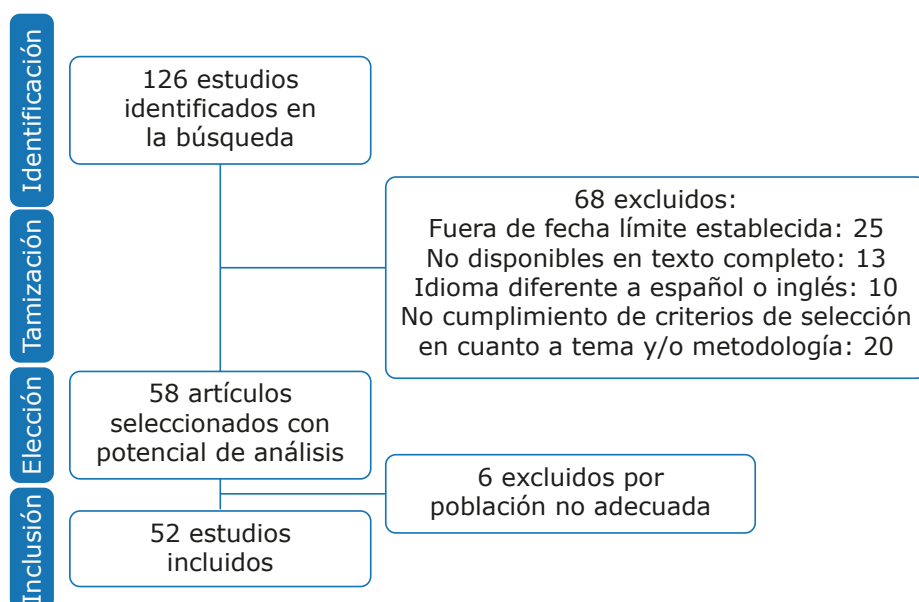 Identificación
126 estudios
identificados en
la búsqueda
Tamización
68 excluidos:
Fuera de fecha límite establecida: 25
No disponibles en texto completo: 13
Idioma diferente a español o inglés: 10
No cumplimiento de criterios de selección
en cuanto a tema y/o metodología: 20
Elección
58 artículos
seleccionados con
potencial de análisis
6 excluidos por
población no adecuada
Inclusión
52 estudios
incluidos